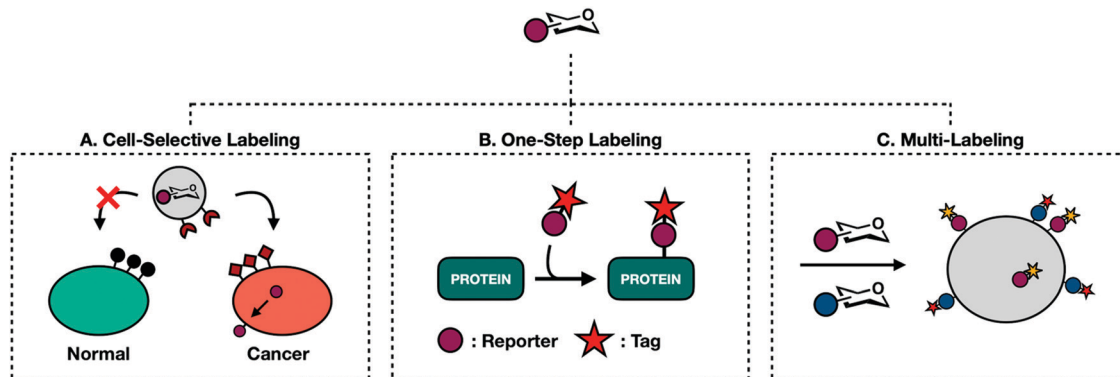 O
A. Cell-Selective Labeling
B. One-Step Labeling
C. Multi-Labeling
O
Normal
Cancer
PROTEIN
PROTEIN
: Reporter
: Tag
O
O